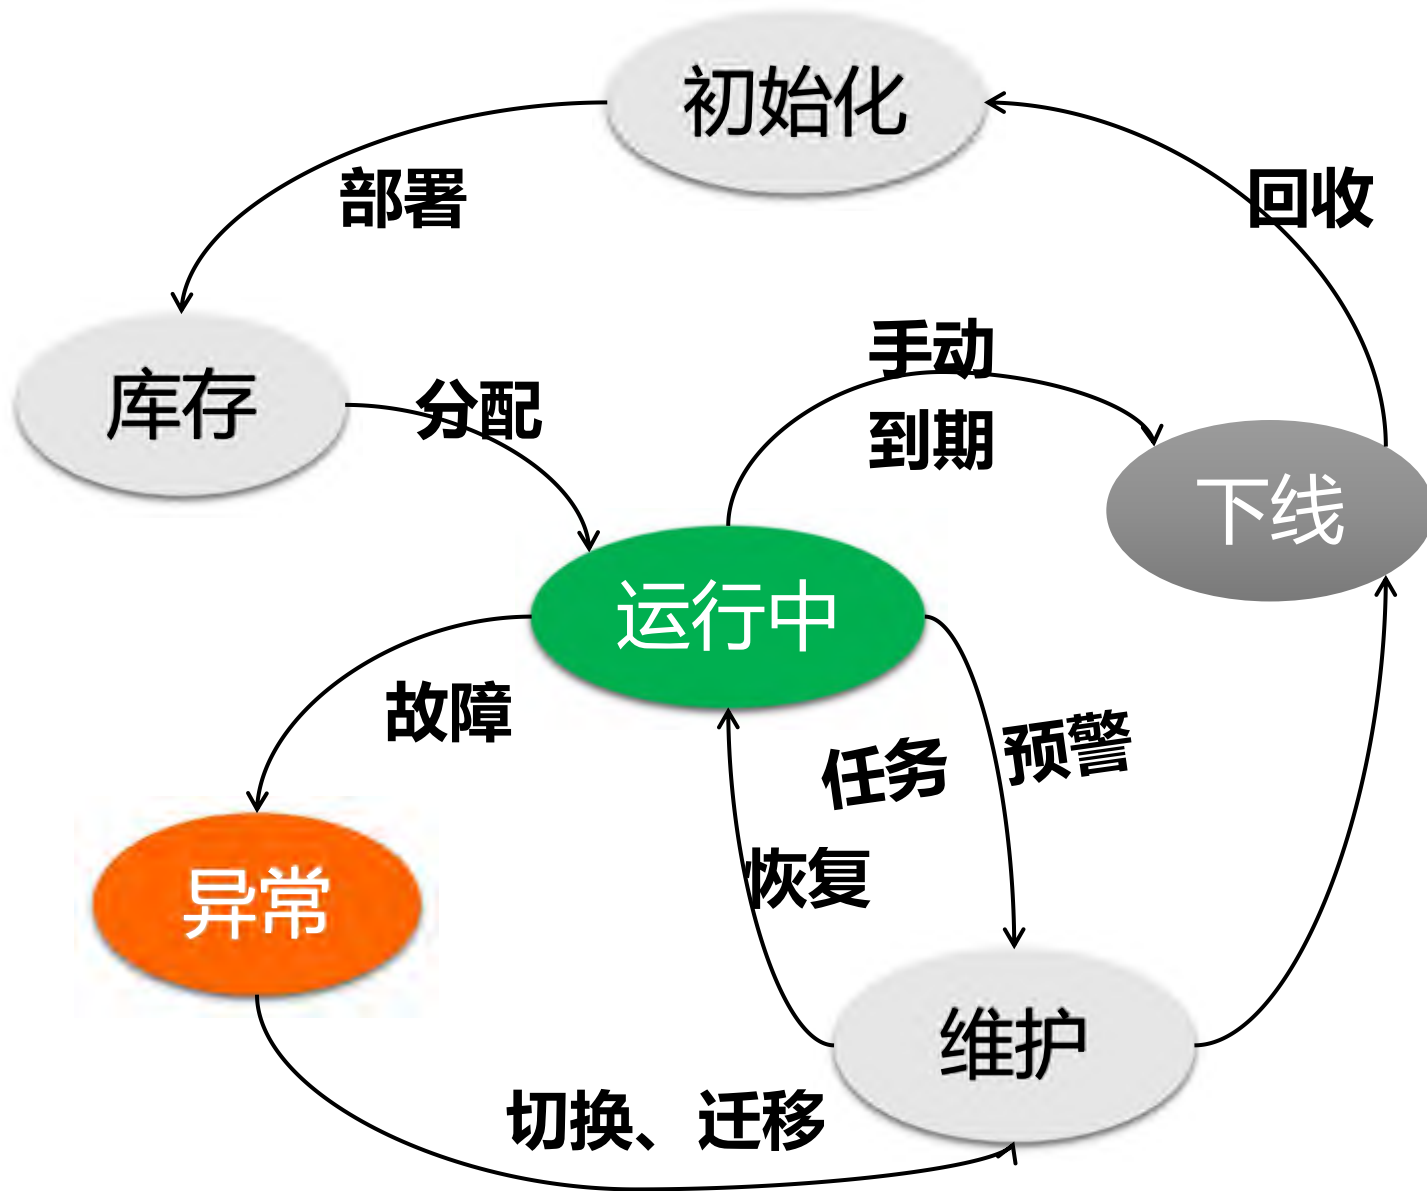 初始化
部署
回收
手动
库存
分配
到期
下线
运行中
故障
任务
预警
恢复
异常
维护
切换、迁移